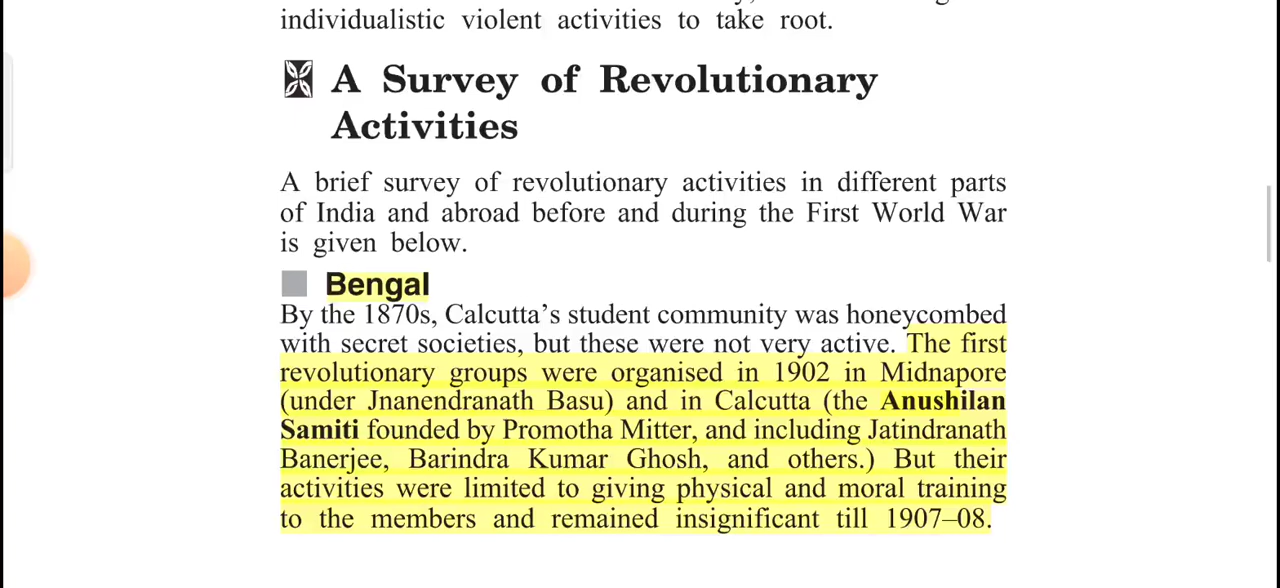 individualistic violent activities to take root.
A Survey of Revolutionary
Activities
A brief survey of revolutionary activities in different parts
of India and abroad before and during the First World War
is given below.
Bengal
By the 1870s, Calcutta’s student community was honeycombed
with secret societies, but these were not very active. The first
revolutionary groups were organised in 1902 in Midnapore
(under Jnanendranath Basu) and in Calcutta (the Anushilan
Samiti founded by Promotha Mitter, and including Jatindranath
Banerjee, Barindra Kumar Ghosh, and others.) But their
activities were limited to giving physical and moral training
to the members and remained insignificant till 1907–08.